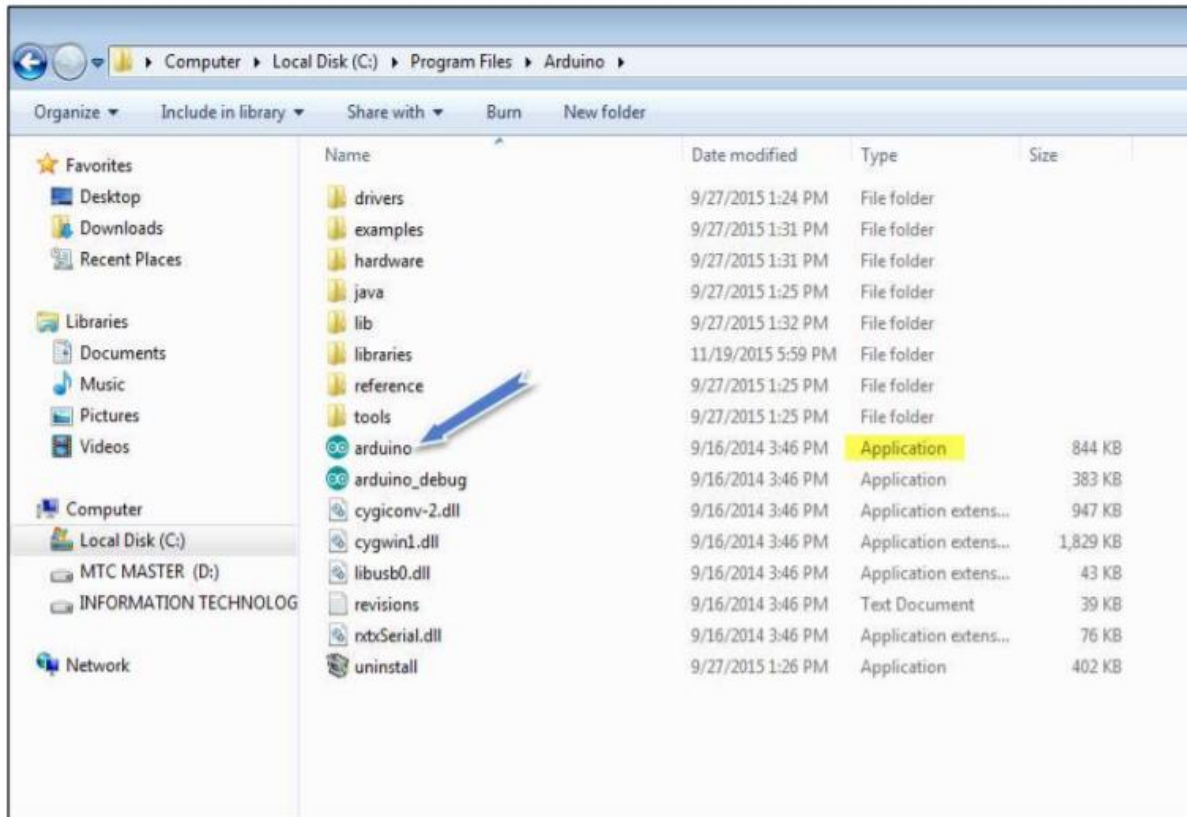 Computer Local Disk (C:) Program Files Arduino
Organize Include in library Share with Burn New folder
Favorites
Desktop
Downloads
Recent Places
Libraries
Documents
Music
Pictures
Videos
Computer
Local Disk (C:)
MTC MASTER (D:)
INFORMATION TECHNOLOG
Network
Name Date modified Type Size
drivers 9/27/2015 1:24 PM File folder
examples 9/27/2015 1:31 PM File folder
hardware 9/27/2015 1:31 PM File folder
java 9/27/2015 1:25 PM File folder
lib 9/27/2015 1:32 PM File folder
libraries 11/19/2015 5:59 PM File folder
reference 9/27/2015 1:25 PM File folder
tools 9/27/2015 1:25 PM File folder
arduino 9/16/2014 3:46 PM Application 844 KB
arduino_debug 9/16/2014 3:46 PM Application 383 KB
cygiconv-2.dll 9/16/2014 3:46 PM Application extens... 947 KB
cygwin1.dll 9/16/2014 3:46 PM Application extens... 1,829 KB
libusb0.dll 9/16/2014 3:46 PM Application extens... 43 KB
revisions 9/16/2014 3:46 PM Text Document 39 KB
rxtxSerial.dll 9/16/2014 3:46 PM Application extens... 76 KB
uninstall 9/27/2015 1:26 PM Application 402 KB